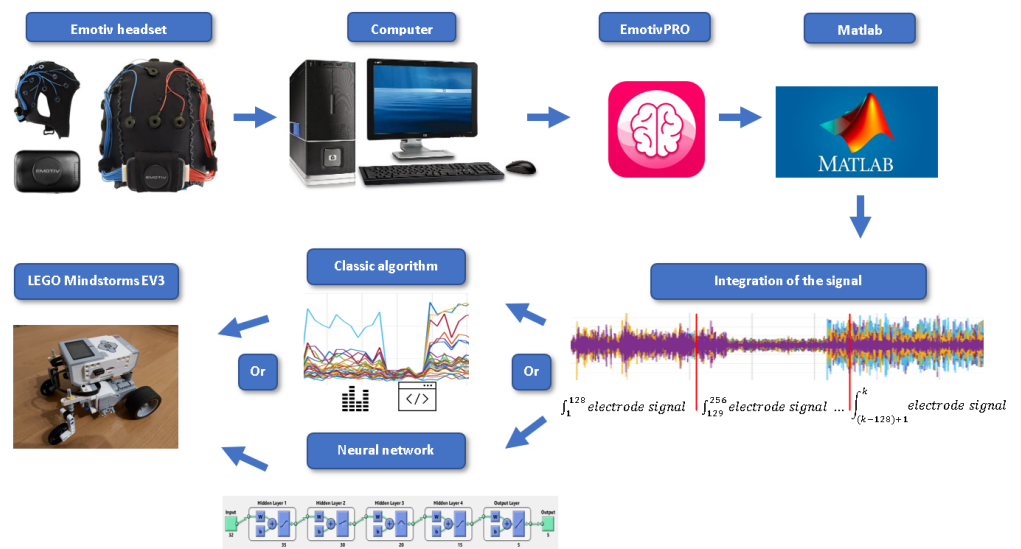 Emotiv headset
Computer
EmotivPRO
Matlab
EMOTIV
EMOTIV
MATLAB
LEGO Mindstorms EV3
Classic algorithm
Integration of the signal
Or
Or
</>
∫₁¹²⁸ electrode signal
∫₁₂₉²⁵⁶ electrode signal ...
∫₍ₖ₋₁₂₈₎₊₁ᵏ electrode signal
Neural network
Hidden Layer 1
Hidden Layer 2
Hidden Layer 3
Hidden Layer 4
Output Layer
Input
Output
W
b
W
b
W
b
W
b
W
b
32
35
30
20
15
5
5